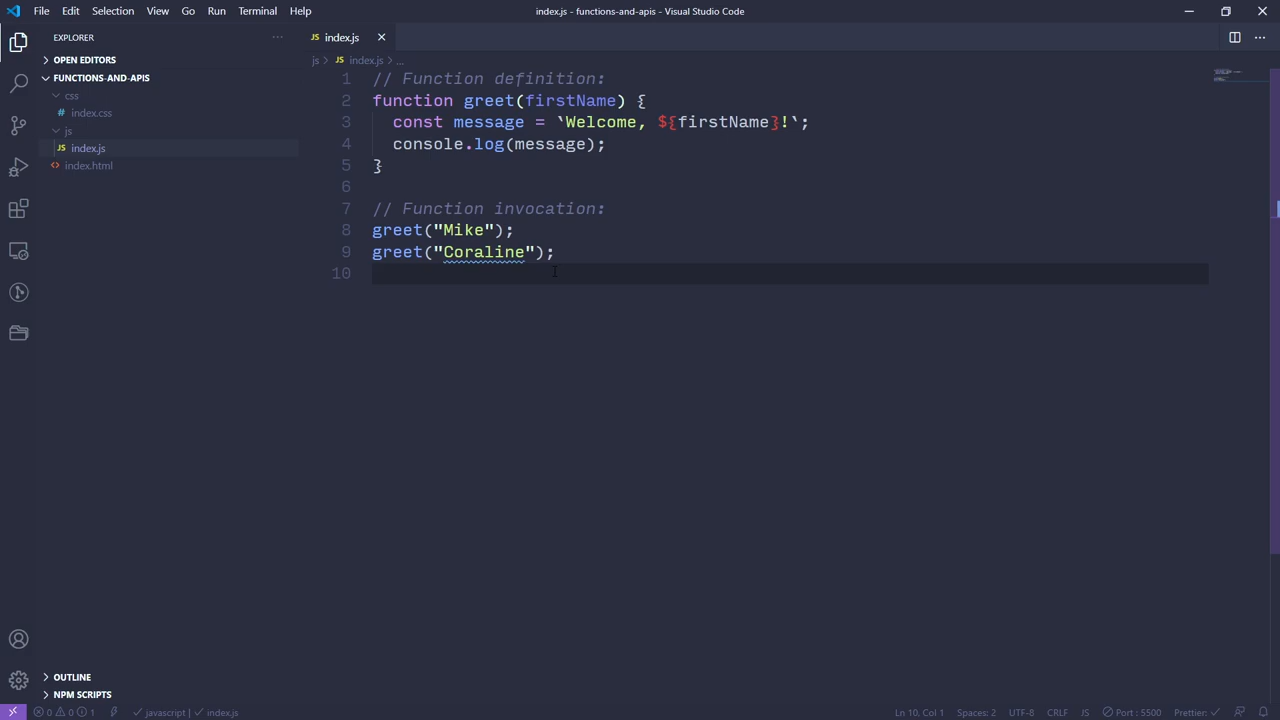 File Edit Selection View Go Run Terminal Help index.js - functions-and-apis - Visual Studio Code
EXPLORER
OPEN EDITORS
FUNCTIONS-AND-APIS
css
# index.css
js
JS index.js
<> index.html
OUTLINE
NPM SCRIPTS
JS index.js
js > JS index.js > ...
1 // Function definition:
2 function greet(firstName) {
3   const message = `Welcome, ${firstName}!`;
4   console.log(message);
5 }
6
7 // Function invocation:
8 greet("Mike");
9 greet("Coraline");
10
0 0 1 javascript | index.js Ln 10, Col 1 Spaces: 2 UTF-8 CRLF JS Port : 5500 Prettier: